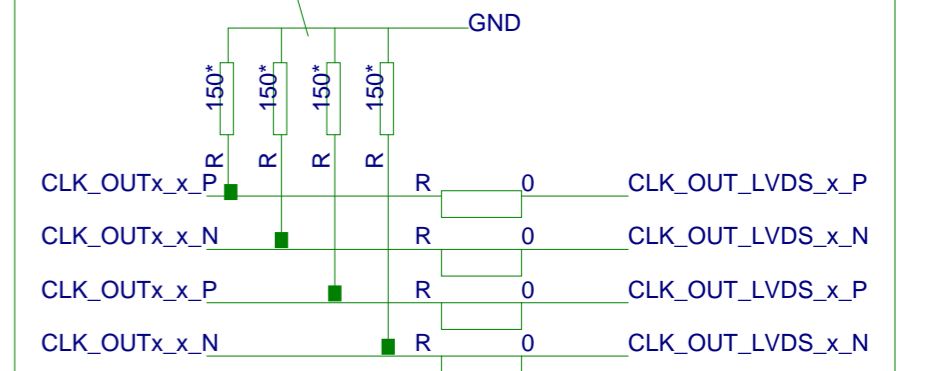 GND
150* 150* 150* 150*
R R R R
CLK_OUTx_x_P R 0 CLK_OUT_LVDS_x_P
CLK_OUTx_x_N R 0 CLK_OUT_LVDS_x_N
CLK_OUTx_x_P R 0 CLK_OUT_LVDS_x_P
CLK_OUTx_x_N R 0 CLK_OUT_LVDS_x_N